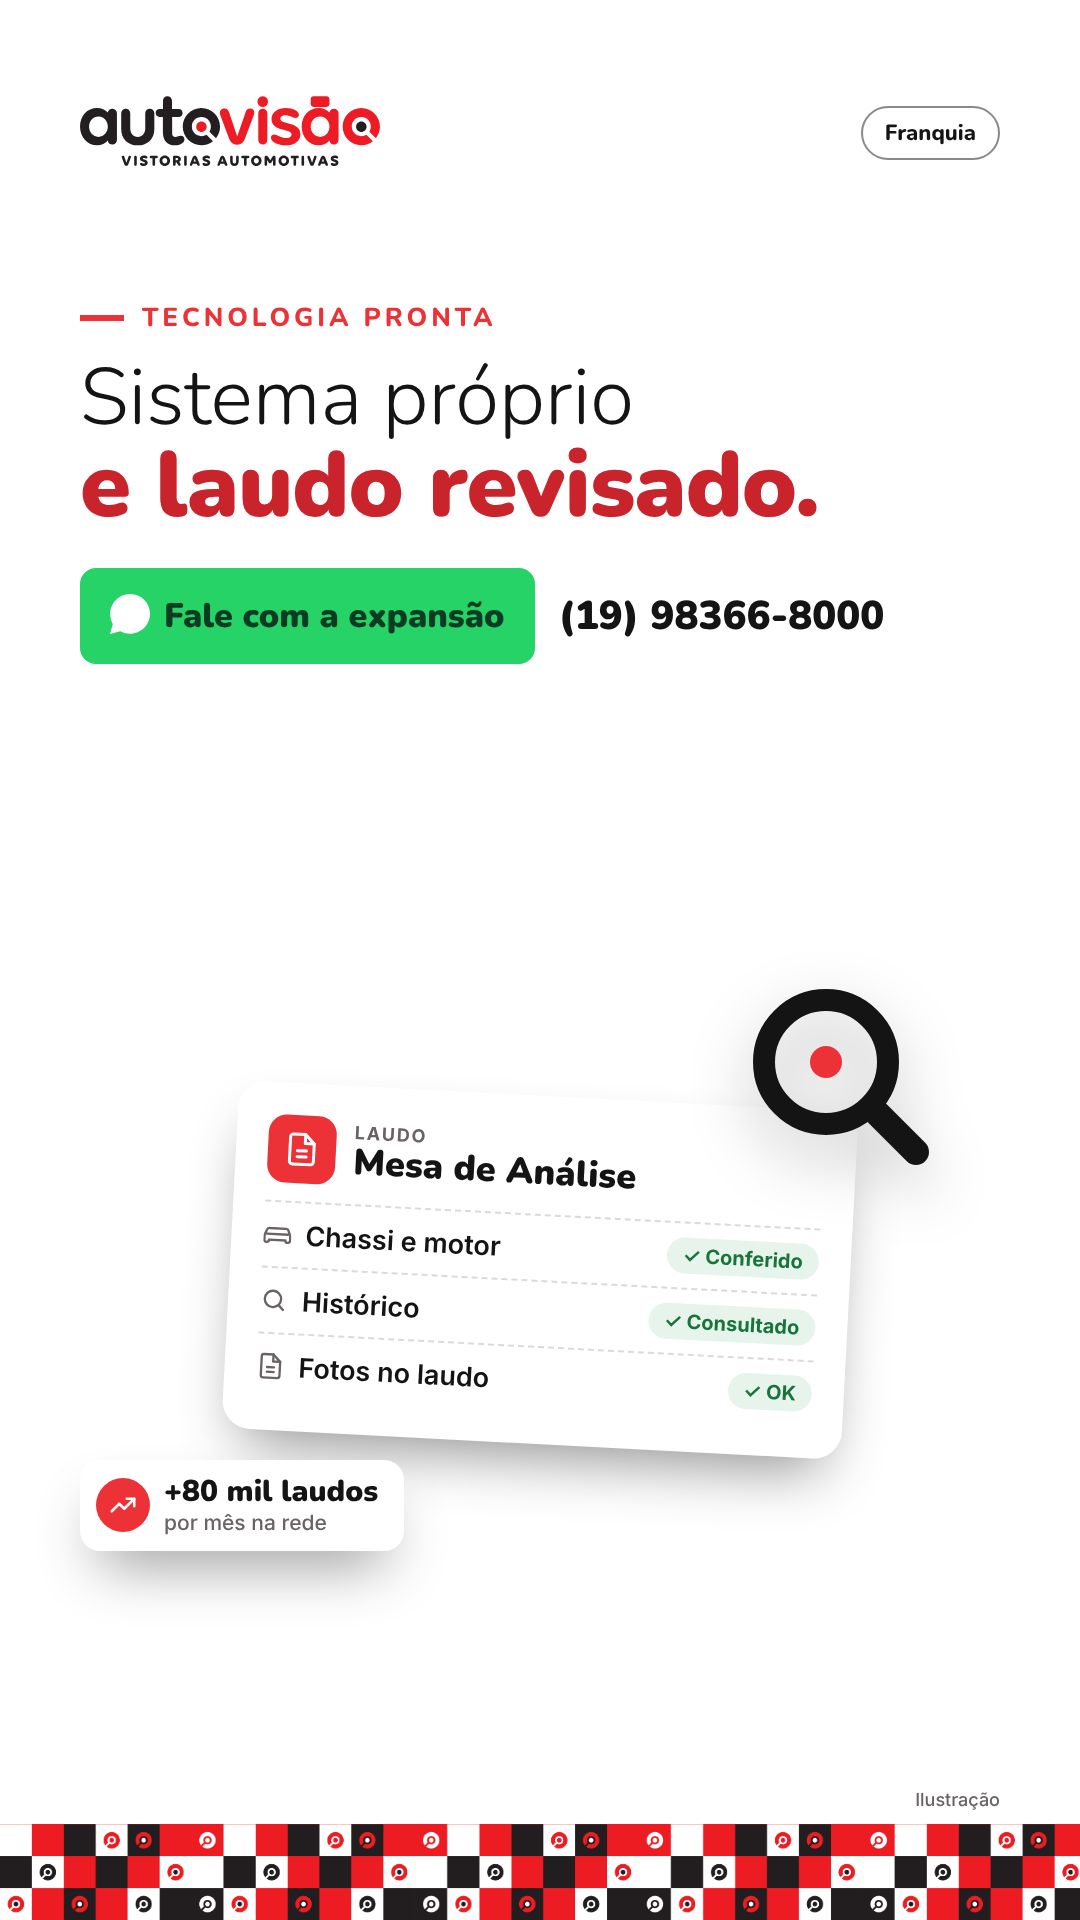 autovisão
VISTORIAS AUTOMOTIVAS
Franquia
TECNOLOGIA PRONTA
Sistema próprio
e laudo revisado.
Fale com a expansão
(19) 98366-8000
LAUDO
Mesa de Análise
Chassi e motor
Conferido
Histórico
Consultado
Fotos no laudo
OK
+80 mil laudos
por mês na rede
Ilustração